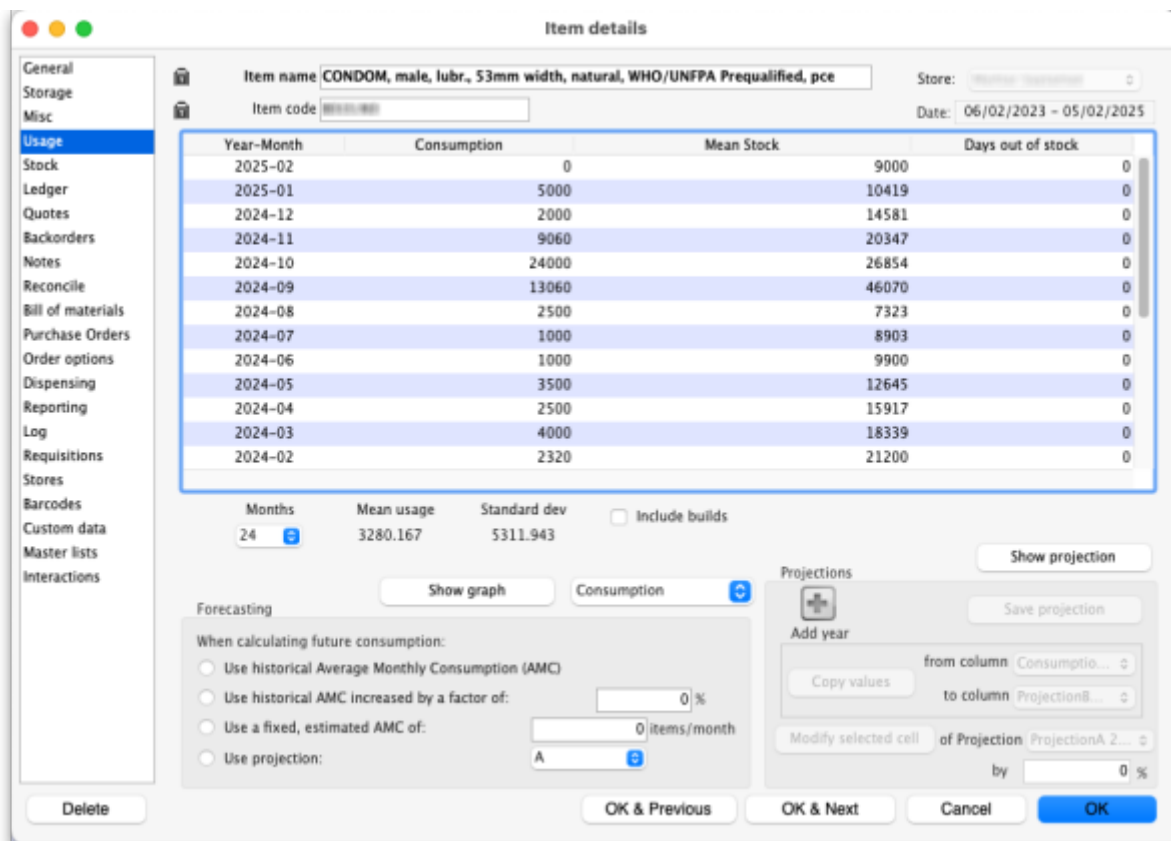 Item details
General
Storage
Misc
Usage
Stock
Ledger
Quotes
Backorders
Notes
Reconcile
Bill of materials
Purchase Orders
Order options
Dispensing
Reporting
Log
Requisitions
Stores
Barcodes
Custom data
Master lists
Interactions
Item name CONDOM, male, lubr., 53mm width, natural, WHO/UNFPA Prequalified, pce
Store:
Item code
Date: 06/02/2023 - 05/02/2025
Year-Month Consumption Mean Stock Days out of stock
2025-02 0 9000 0
2025-01 5000 10419 0
2024-12 2000 14581 0
2024-11 9060 20347 0
2024-10 24000 26854 0
2024-09 13060 46070 0
2024-08 2500 7323 0
2024-07 1000 8903 0
2024-06 1000 9900 0
2024-05 3500 12645 0
2024-04 2500 15917 0
2024-03 4000 18339 0
2024-02 2320 21200 0
Months Mean usage Standard dev
24 3280.167 5311.943
Include builds
Show projection
Show graph
Consumption
Forecasting
When calculating future consumption:
Use historical Average Monthly Consumption (AMC)
Use historical AMC increased by a factor of: 0 %
Use a fixed, estimated AMC of: 0 items/month
Use projection: A
Projections
Add year
Save projection
Copy values
from column Consumptio...
to column ProjectionB...
Modify selected cell of Projection ProjectionA 2...
by 0 %
Delete
OK & Previous
OK & Next
Cancel
OK